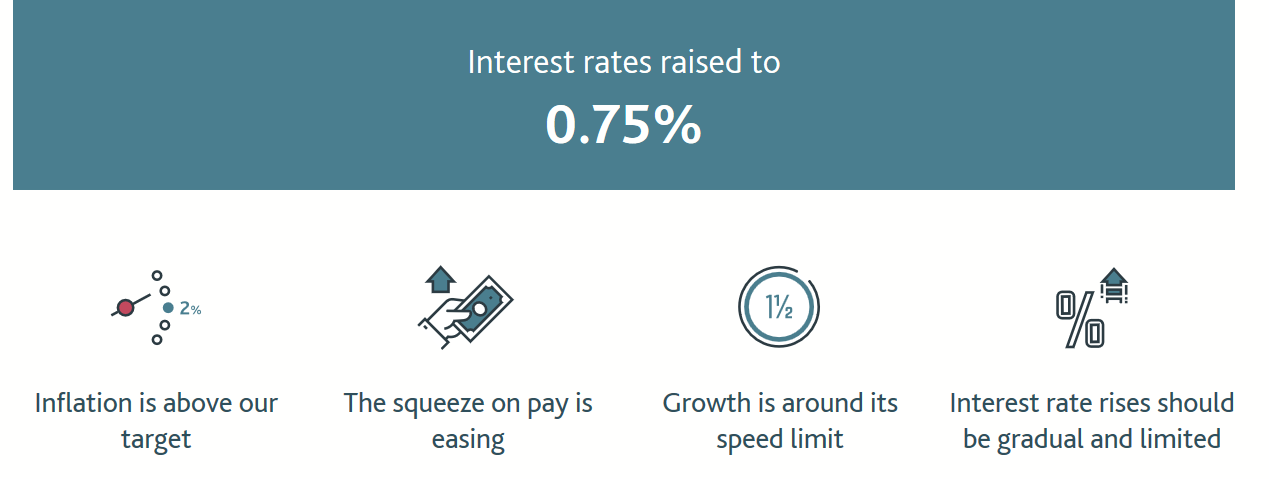 Interest rates raised to
0.75%
2%
1½
Inflation is above our
target
The squeeze on pay is
easing
Growth is around its
speed limit
Interest rate rises should
be gradual and limited